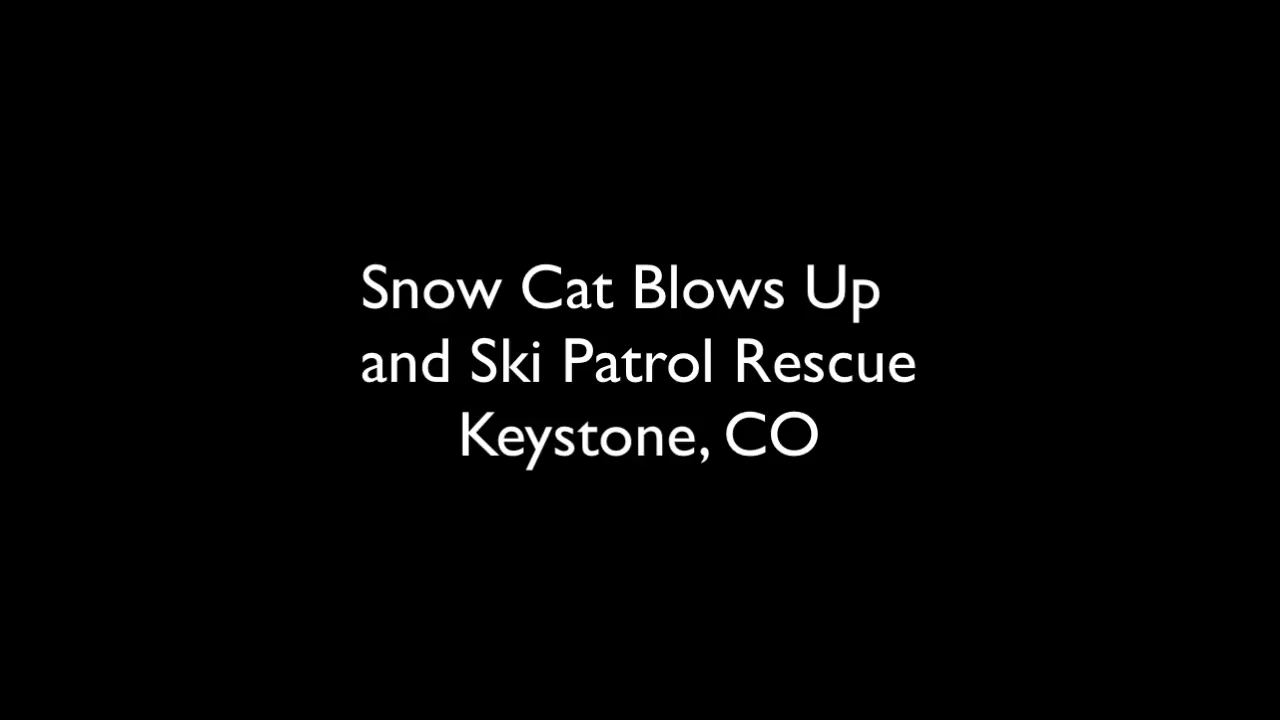 Snow Cat Blows Up
and Ski Patrol Rescue
Keystone, CO